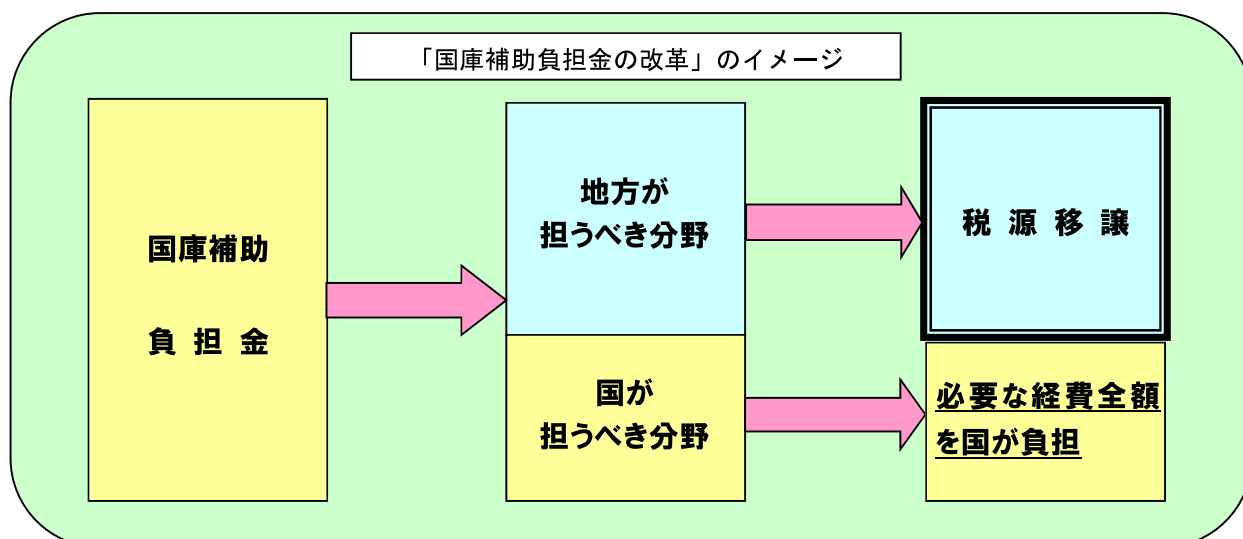 「国庫補助負担金の改革」のイメージ
国庫補助
負担金
地方が
担うべき分野
国が
担うべき分野
税源移譲
必要な経費全額
を国が負担